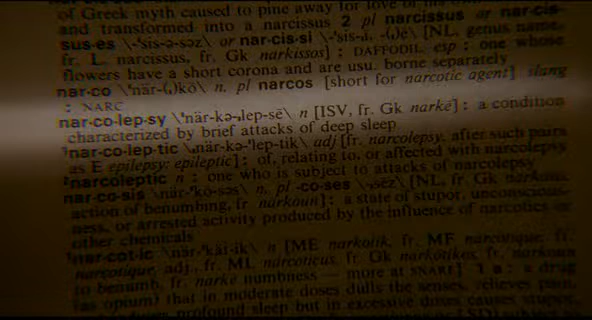 of Greek myth caused to pine away for love of his
and transformed into a narcissus 2 pl narcissus or nar·cis-
sus·es \-ˈsis-ə-səz\ or nar·cis·si \-ˈsis-ˌī, -(ˌ)ē\ [NL, genus name,
fr. L, narcissus, fr. Gk narkissos] : DAFFODIL esp : one whose
flowers have a short corona and are usu. borne separately
nar·co \ˈnär-(ˌ)kō\ n, pl narcos [short for narcotic agent] slang
: NARC
nar·co·lep·sy \ˈnär-kə-ˌlep-sē\ n [ISV, fr. Gk narkē] : a condition
characterized by brief attacks of deep sleep
¹nar·co·lep·tic \ˌnär-kə-ˈlep-tik\ adj [fr. narcolepsy, after such pairs
as E epilepsy: epileptic] : of, relating to, or affected with narcolepsy
²narcoleptic n : one who is subject to attacks of narcolepsy
nar·co·sis \när-ˈkō-səs\ n, pl -co·ses \-ˌsēz\ [NL, fr. Gk narkōsis,
action of benumbing, fr narkoun] : a state of stupor, unconscious-
ness, or arrested activity produced by the influence of narcotics or
other chemicals
¹nar·cot·ic \när-ˈkät-ik\ n [ME narkotik, fr. MF narcotique, fr.
narcotique, adj., fr. ML narcoticus, fr. Gk narkōtikos, fr. narkoun
to benumb, fr. narkē numbness — more at SNARE] 1 a : a drug
(as opium) that in moderate doses dulls the senses, relieves pain,
and induces profound sleep but in excessive doses causes stupor,